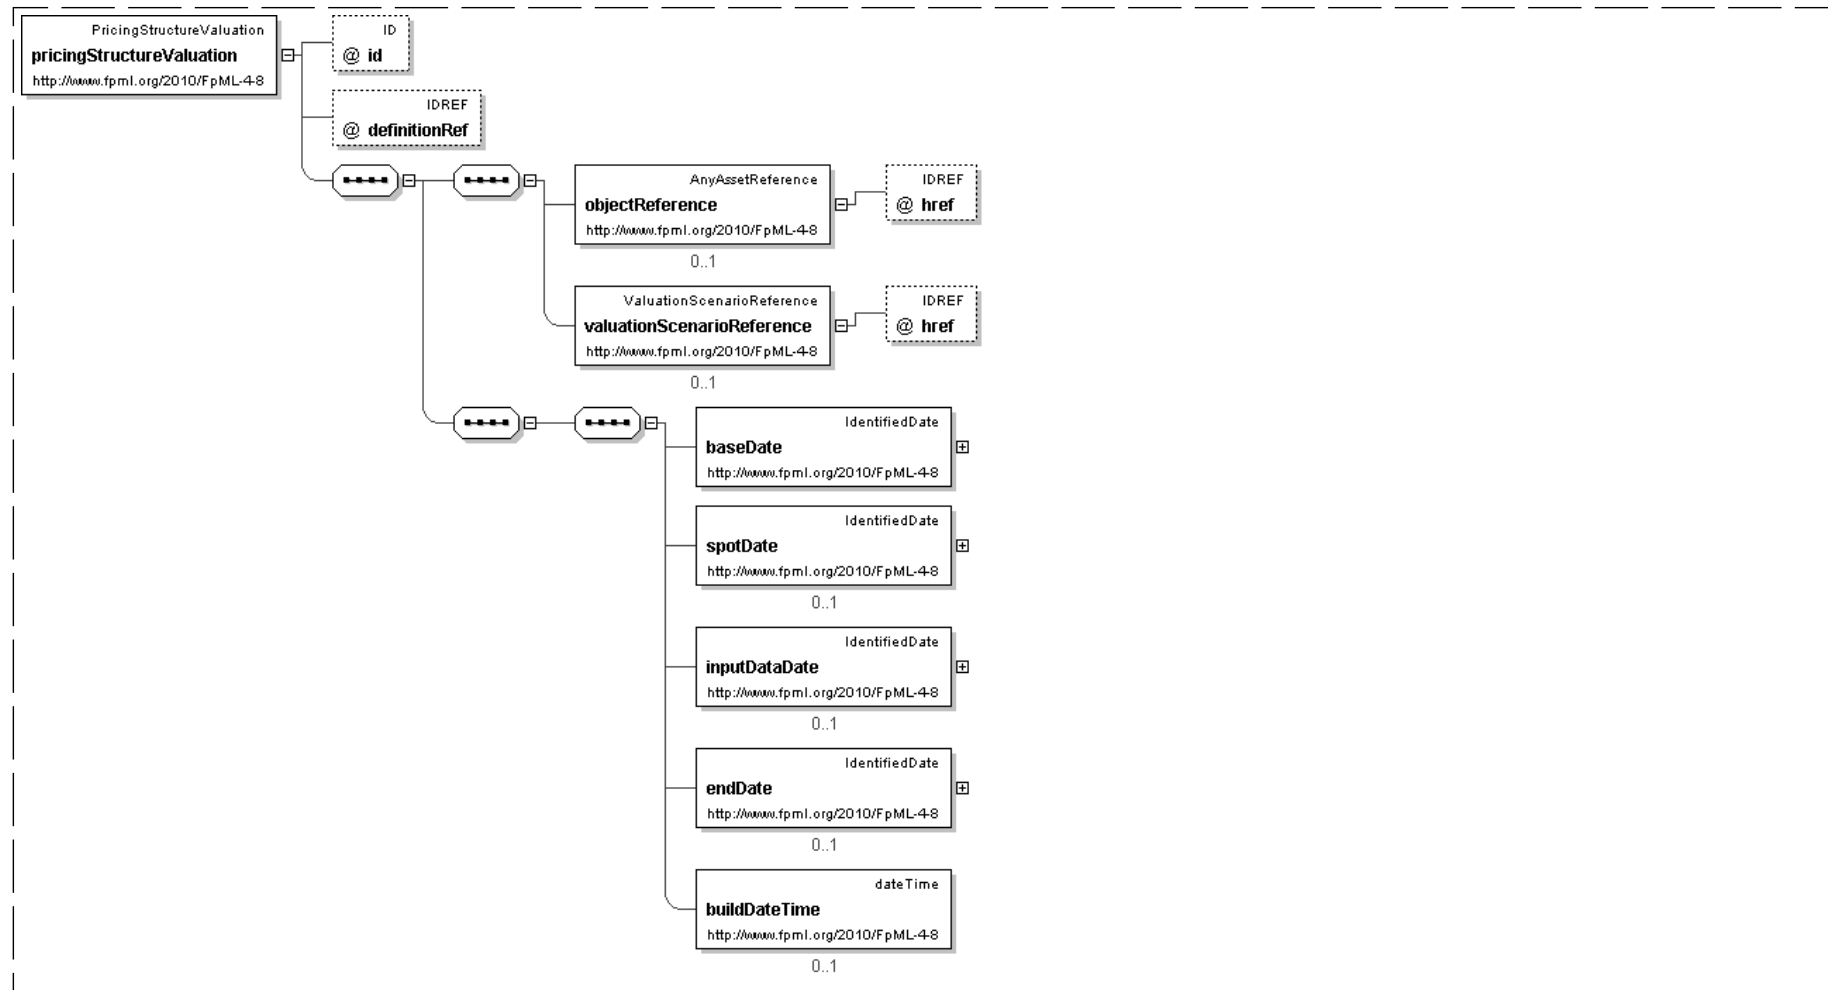 PricingStructureValuation
pricingStructureValuation
http://www.fpml.org/2010/FpML-4-8
ID
@ id
IDREF
@ definitionRef
AnyAssetReference
objectReference
http://www.fpml.org/2010/FpML-4-8
0..1
IDREF
@ href
ValuationScenarioReference
valuationScenarioReference
http://www.fpml.org/2010/FpML-4-8
0..1
IDREF
@ href
IdentifiedDate
baseDate
http://www.fpml.org/2010/FpML-4-8
IdentifiedDate
spotDate
http://www.fpml.org/2010/FpML-4-8
0..1
IdentifiedDate
inputDataDate
http://www.fpml.org/2010/FpML-4-8
0..1
IdentifiedDate
endDate
http://www.fpml.org/2010/FpML-4-8
0..1
dateTime
buildDateTime
http://www.fpml.org/2010/FpML-4-8
0..1